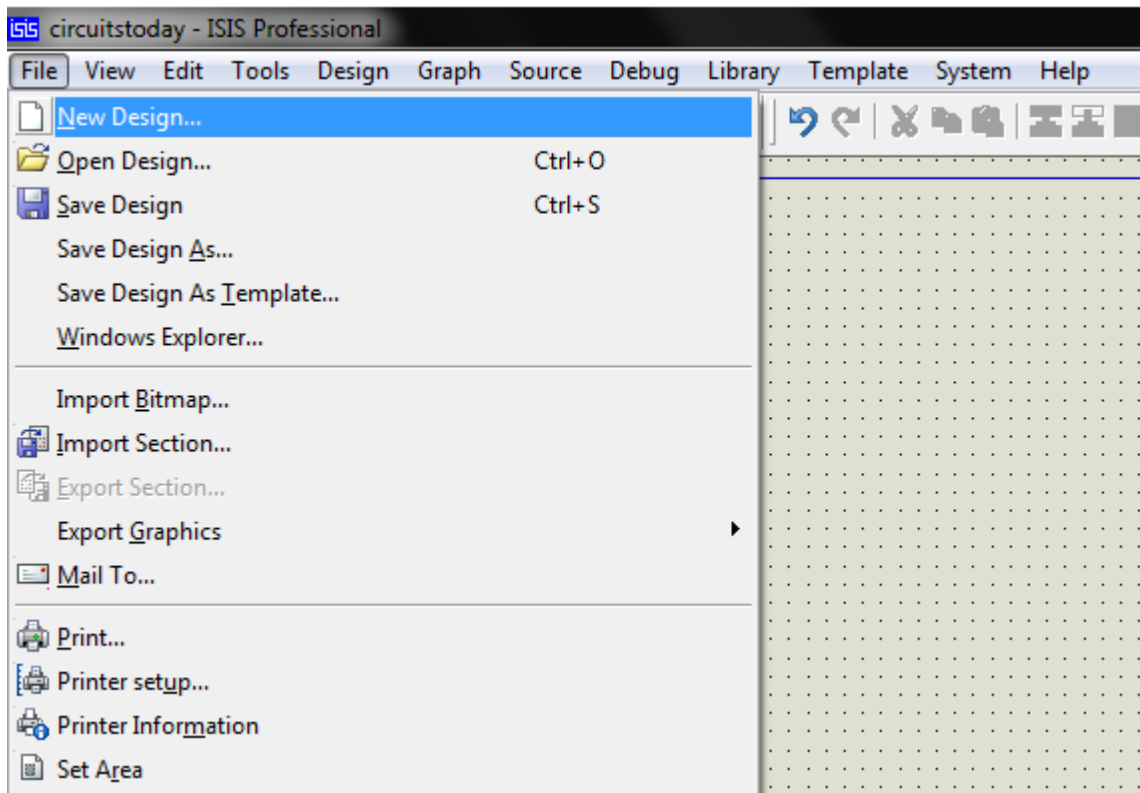 isis circuitstoday - ISIS Professional
File View Edit Tools Design Graph Source Debug Library Template System Help
New Design...
Open Design... Ctrl+O
Save Design Ctrl+S
Save Design As...
Save Design As Template...
Windows Explorer...
Import Bitmap...
Import Section...
Export Section...
Export Graphics
Mail To...
Print...
Printer setup...
Printer Information
Set Area